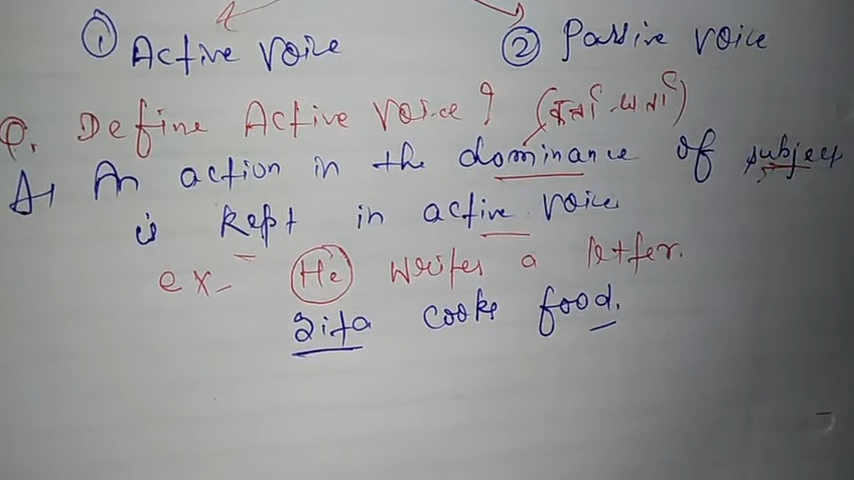 ① Active Voice ② Passive Voice
Q. Define Active Voice?
A→ An action in the dominance of subject
is kept in active voice
ex- He writes a letter.
Sita cooks food.